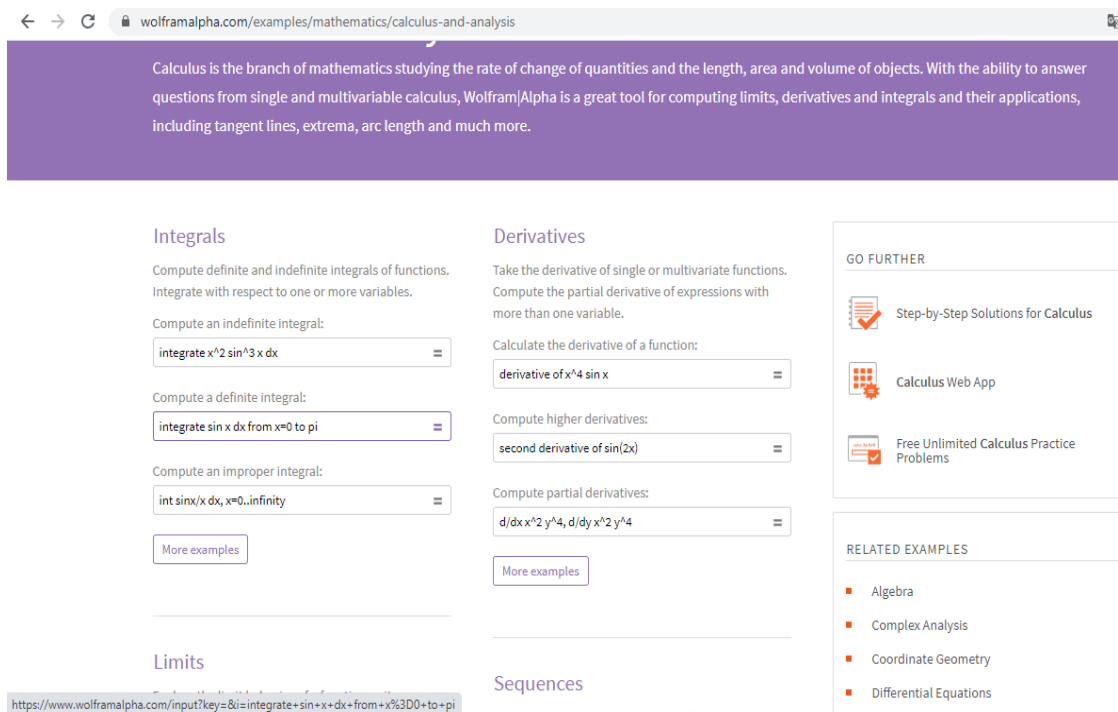 wolframalpha.com/examples/mathematics/calculus-and-analysis
Calculus is the branch of mathematics studying the rate of change of quantities and the length, area and volume of objects. With the ability to answer
questions from single and multivariable calculus, Wolfram|Alpha is a great tool for computing limits, derivatives and integrals and their applications,
including tangent lines, extrema, arc length and much more.
Integrals
Compute definite and indefinite integrals of functions.
Integrate with respect to one or more variables.
Compute an indefinite integral:
integrate x^2 sin^3 x dx
=
Compute a definite integral:
integrate sin x dx from x=0 to pi
=
Compute an improper integral:
int sinx/x dx, x=0..infinity
=
More examples
Limits
Derivatives
Take the derivative of single or multivariate functions.
Compute the partial derivative of expressions with
more than one variable.
Calculate the derivative of a function:
derivative of x^4 sin x
=
Compute higher derivatives:
second derivative of sin(2x)
=
Compute partial derivatives:
d/dx x^2 y^4, d/dy x^2 y^4
=
More examples
Sequences
GO FURTHER
Step-by-Step Solutions for Calculus
Calculus Web App
Free Unlimited Calculus Practice
Problems
RELATED EXAMPLES
Algebra
Complex Analysis
Coordinate Geometry
Differential Equations
https://www.wolframalpha.com/input?key=&i=integrate+sin+x+dx+from+x%3D0+to+pi